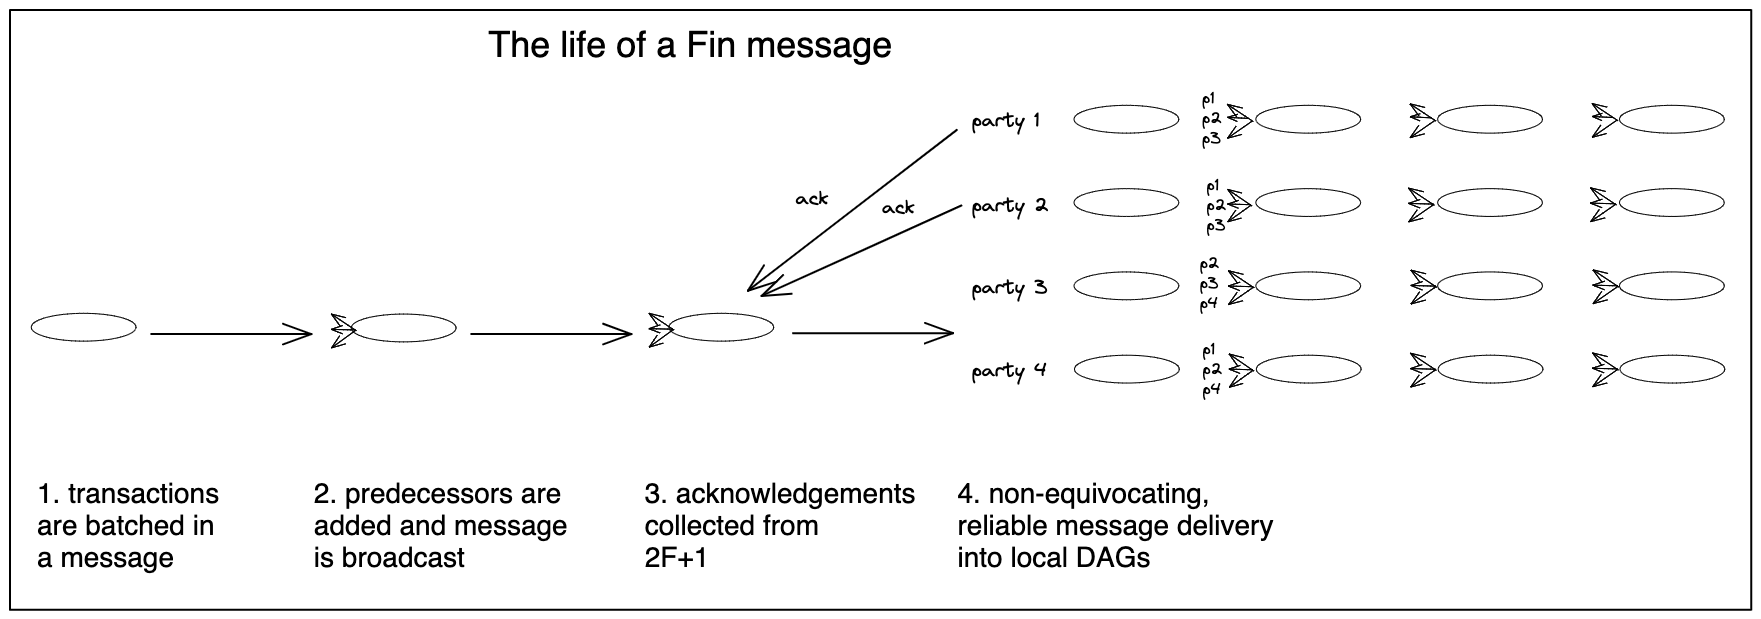 The life of a Fin message
party 1
p1
p2
p3
ack
ack
party 2
p1
p2
p3
party 3
p2
p3
p4
party 4
p1
p2
p4
1. transactions
are batched in
a message
2. predecessors are
added and message
is broadcast
3. acknowledgements
collected from
2F+1
4. non-equivocating,
reliable message delivery
into local DAGs